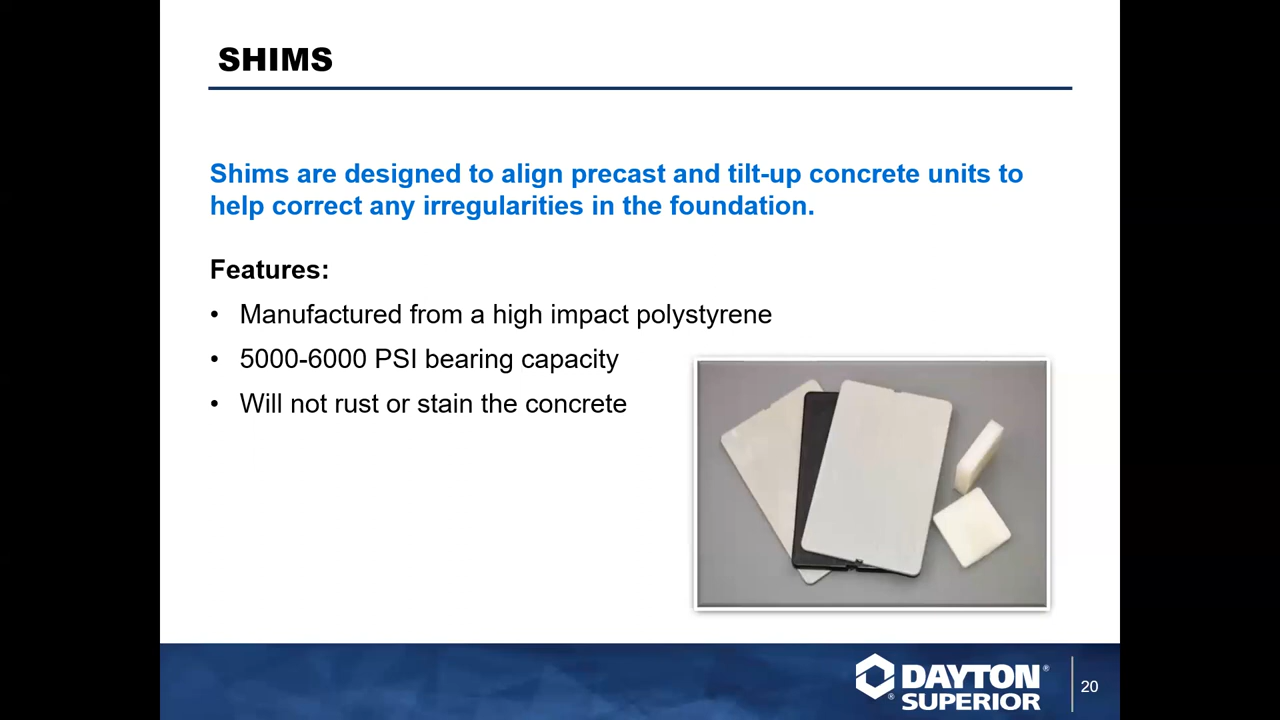 SHIMS
Shims are designed to align precast and tilt-up concrete units to
help correct any irregularities in the foundation.
Features:
• Manufactured from a high impact polystyrene
• 5000-6000 PSI bearing capacity
• Will not rust or stain the concrete
DAYTON®
®SUPERIOR
20